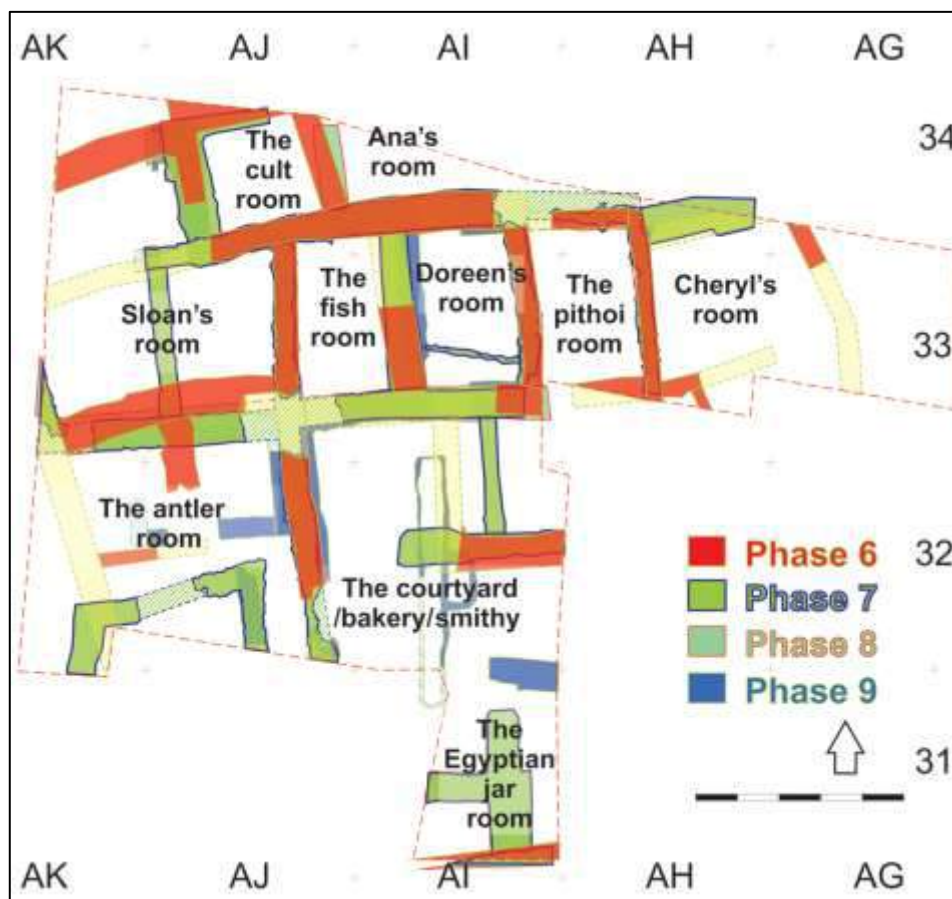 AK AJ AI AH AG
34
The
cult
room
Ana's
room
Sloan's
room
The
fish
room
Doreen's
room
The
pithoi
room
Cheryl's
room
33
The antler
room
32
The courtyard
/bakery/smithy
Phase 6
Phase 7
Phase 8
Phase 9
31
The
Egyptian
jar
room
AK AJ AI AH AG